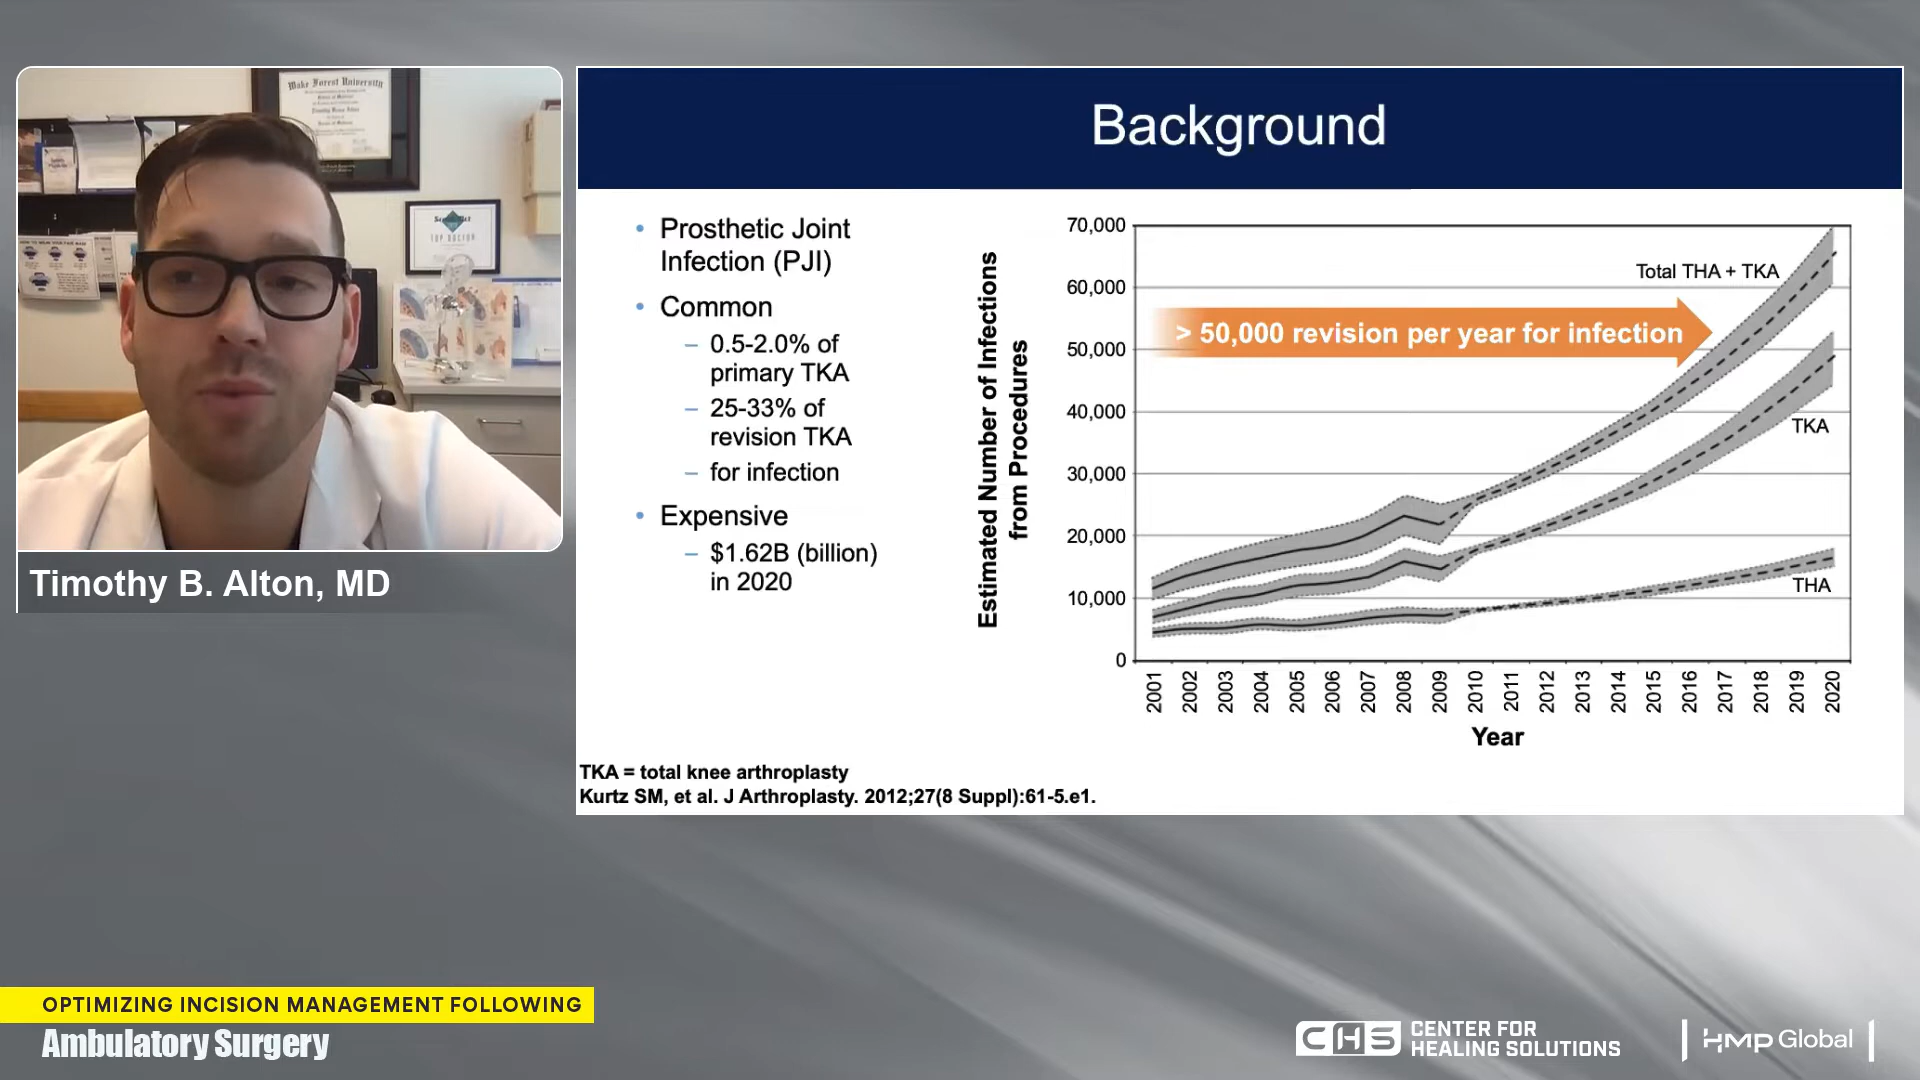 Wake Forest University
TOP DOCTOR
Timothy B. Alton, MD
Background
• Prosthetic Joint
Infection (PJI)
• Common
– 0.5-2.0% of
primary TKA
– 25-33% of
revision TKA
– for infection
• Expensive
– $1.62B (billion)
in 2020
Estimated Number of Infections
from Procedures
70,000
60,000
50,000
40,000
30,000
20,000
10,000
0
Total THA + TKA
> 50,000 revision per year for infection
TKA
THA
2001 2002 2003 2004 2005 2006 2007 2008 2009 2010 2011 2012 2013 2014 2015 2016 2017 2018 2019 2020
Year
TKA = total knee arthroplasty
Kurtz SM, et al. J Arthroplasty. 2012;27(8 Suppl):61-5.e1.
OPTIMIZING INCISION MANAGEMENT FOLLOWING
Ambulatory Surgery
CHS CENTER FOR
HEALING SOLUTIONS
HMP Global